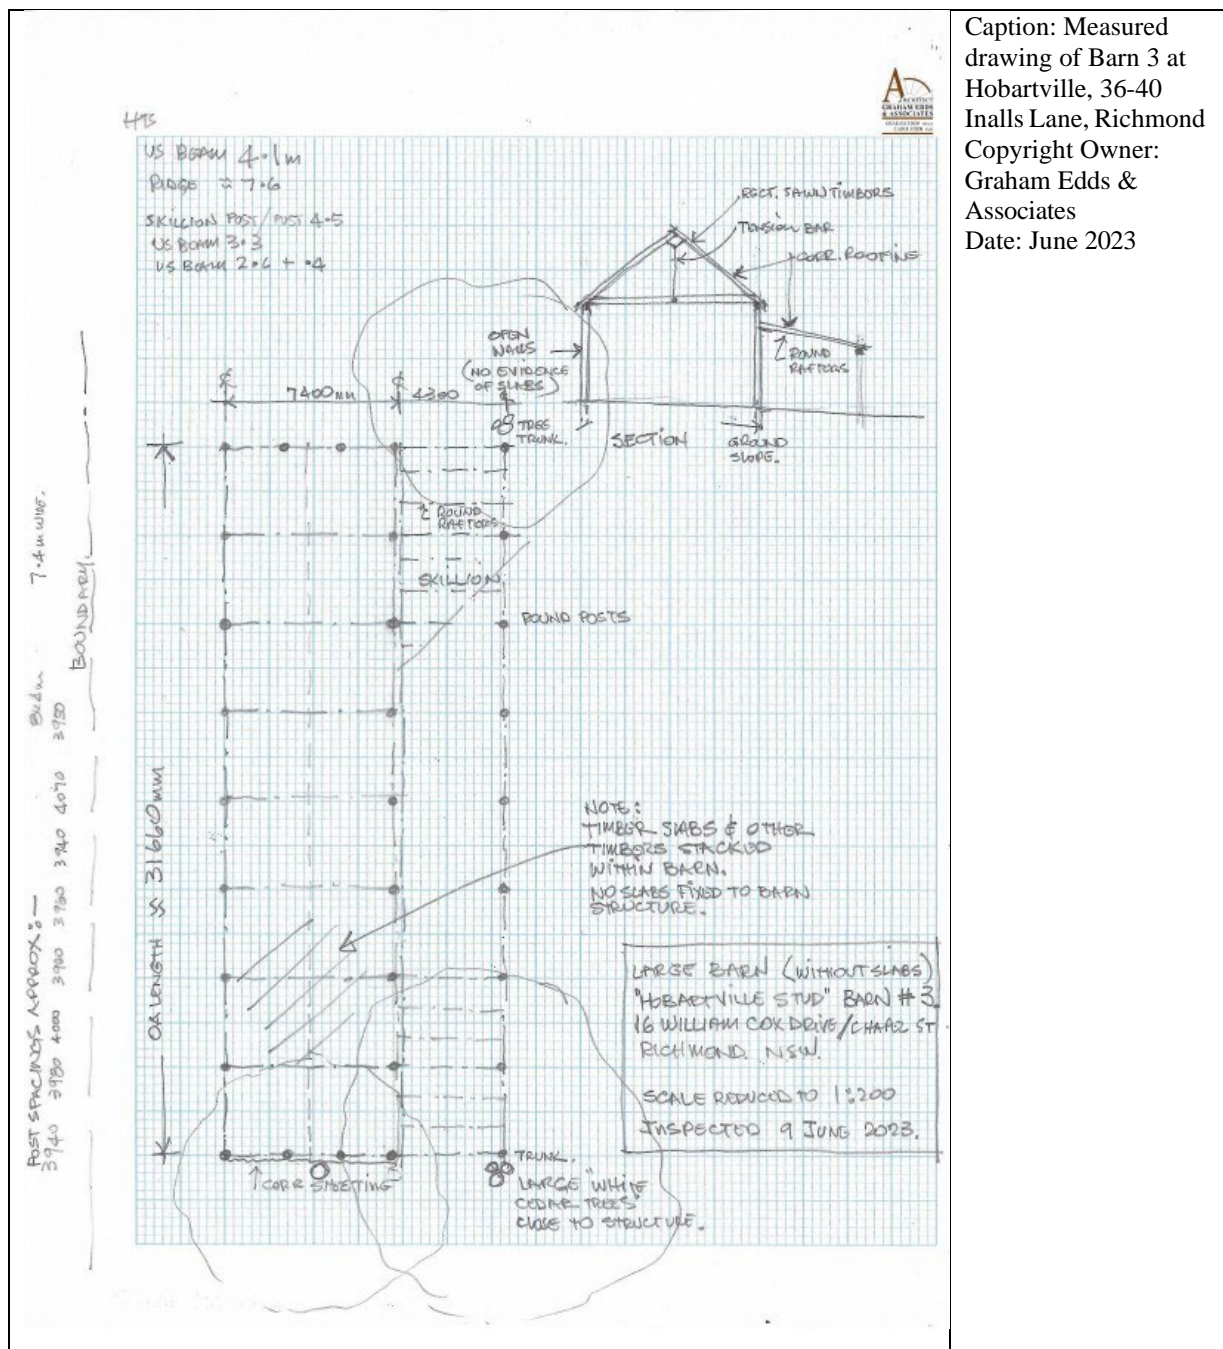 Caption: Measured
drawing of Barn 3 at
Hobartville, 36-40
Inalls Lane, Richmond
Copyright Owner:
Graham Edds &
Associates
Date: June 2023
ARCHITECT
GRAHAM EDDS
& ASSOCIATES
US BEAM 4.1m
RIDGE ≈ 7.6
SKILLION POST/POST 4.5
US BEAM 3.3
US BEAM 2.6 + .4
RECT. SAWN TIMBERS
TENSION BAR
CORR. ROOFING
OPEN
WALLS
(NO EVIDENCE
OF SLABS)
ROUND
RAFTERS
7400mm
4300
TREE
TRUNK.
SECTION
GROUND
SLOPE.
ROUND
RAFTERS
SKILLION
ROUND POSTS
7.4m WIDE.
BOUNDARY
OA LENGTH ≈ 31660mm
POST SPACINGS APPROX:—
3940 3980 4000 3900 3960 3940 4070 3950
NOTE:
TIMBER SLABS & OTHER
TIMBERS STACKED
WITHIN BARN.
NO SLABS FIXED TO BARN
STRUCTURE.
LARGE BARN (WITHOUT SLABS)
"HOBARTVILLE STUD" BARN #3.
16 WILLIAM COX DRIVE/CHAPEL ST
RICHMOND. NSW.
SCALE REDUCED TO 1:200
INSPECTED 9 JUNE 2023.
CORR SHEETING
TRUNK.
LARGE "WHITE
CEDAR TREES"
CLOSE TO STRUCTURE.